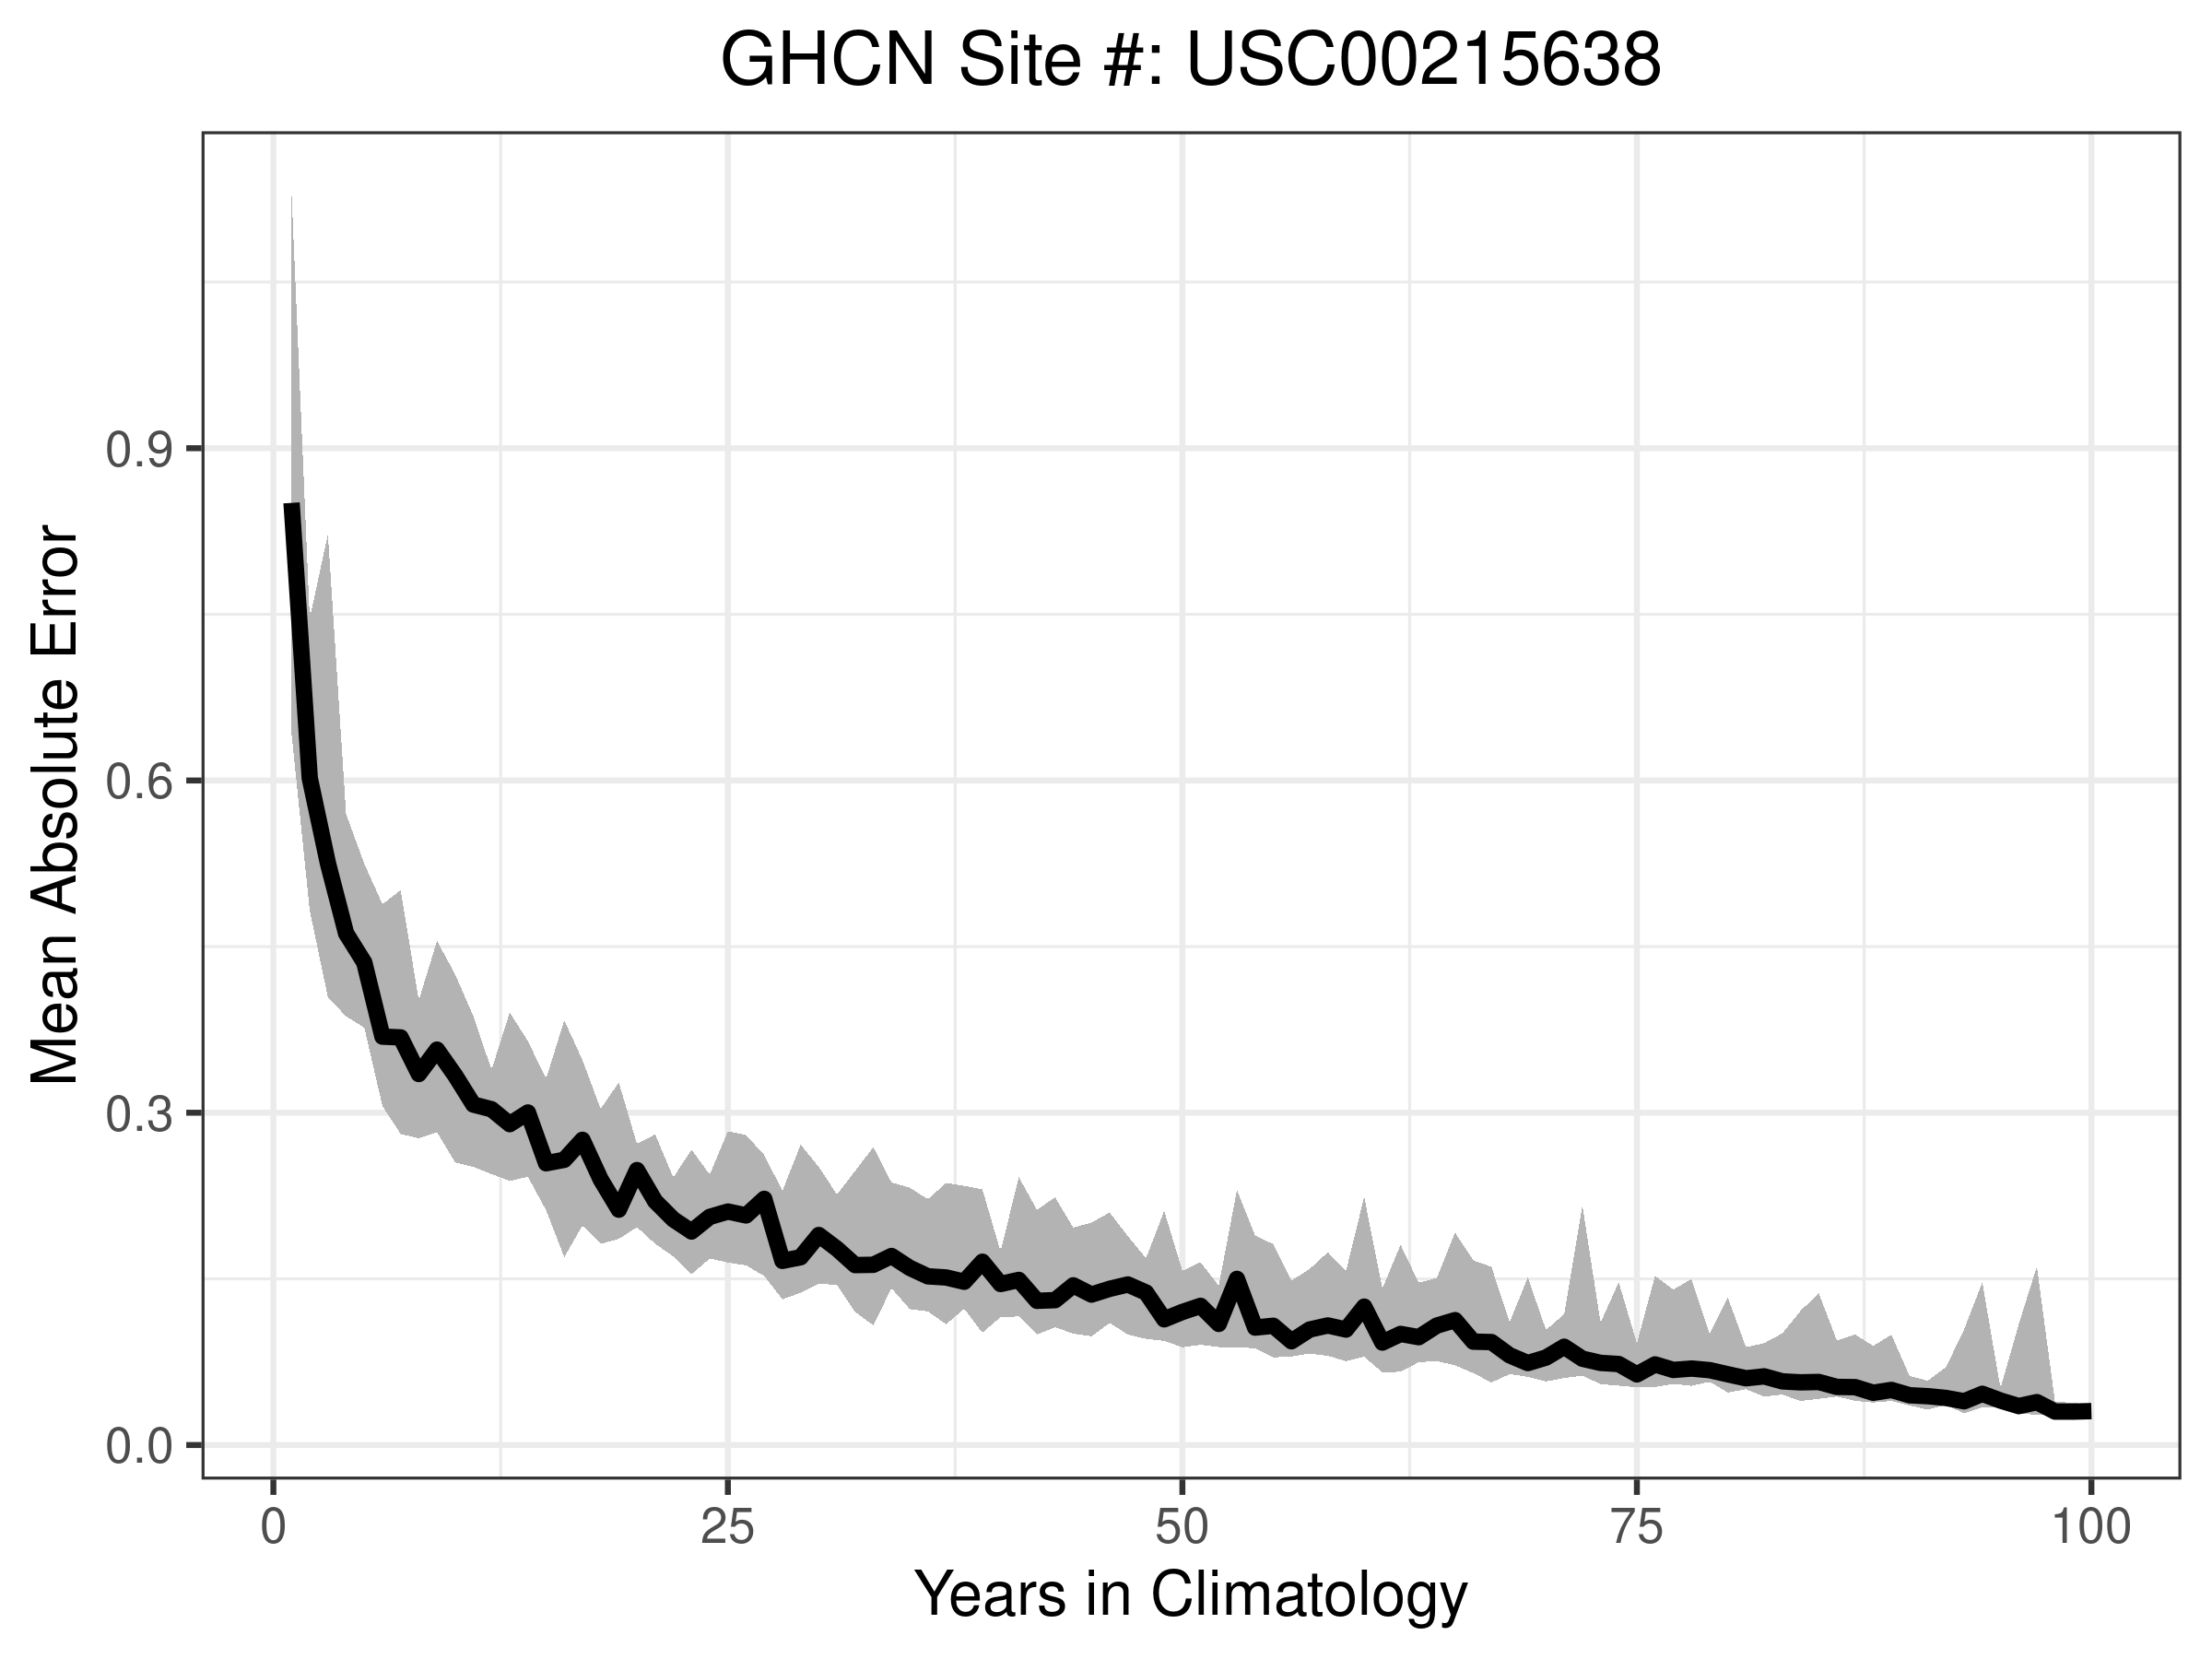 GHCN Site #: USC00215638
Mean Absolute Error
0.9
0.6
0.3
0.0
0 25 50 75 100
Years in Climatology